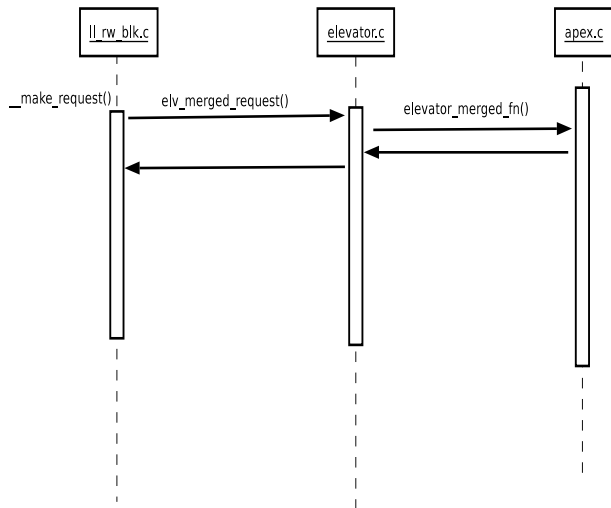 ll_rw_blk.c
elevator.c
apex.c
__make_request()
elv_merged_request()
elevator_merged_fn()